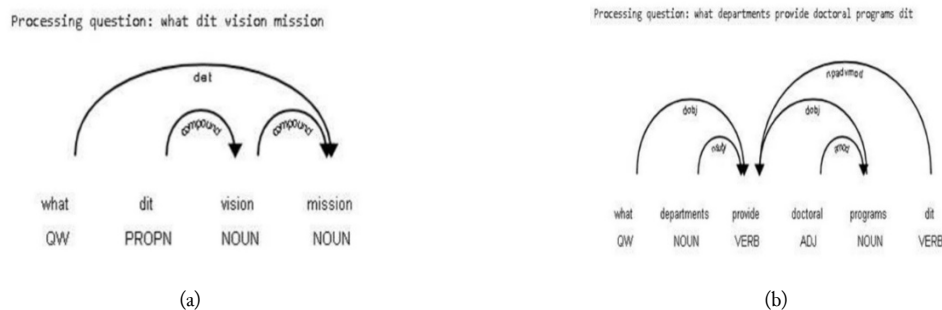 Processing question: what dit vision mission
det
compound
compound
what dit vision mission
QW PROPN NOUN NOUN
(a)
Processing question: what departments provide doctoral programs dit
npadvmod
dobj
dobj
nsubj
amod
what departments provide doctoral programs dit
QW NOUN VERB ADJ NOUN VERB
(b)